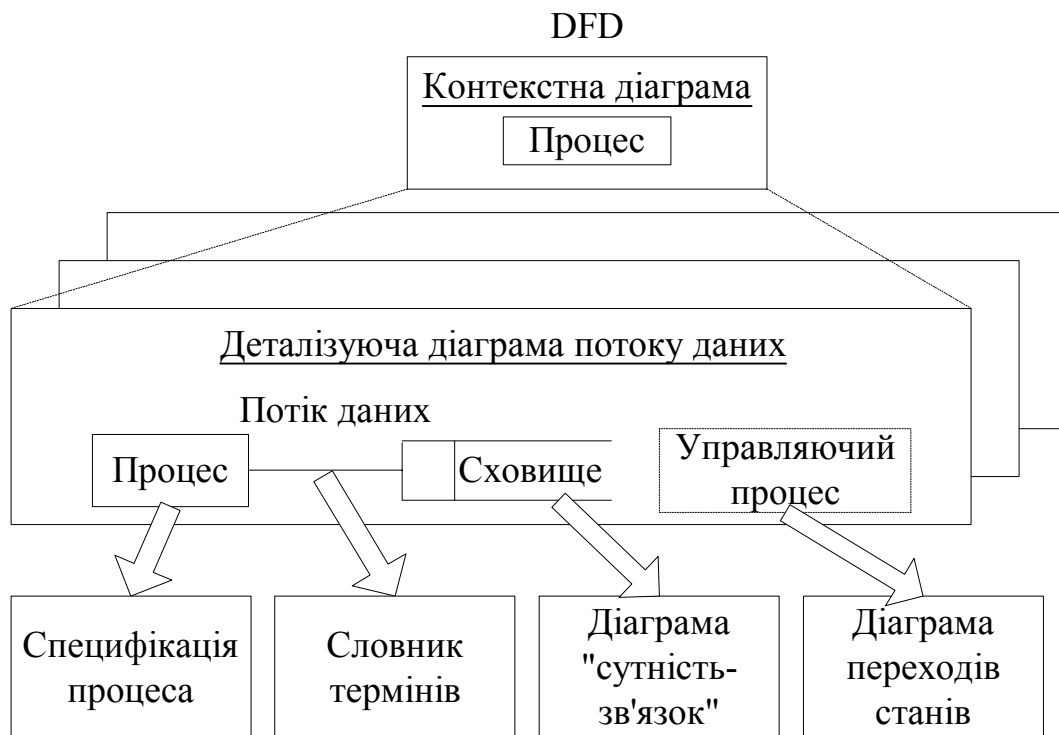 DFD
Контекстна діаграма
Процес
Деталізуюча діаграма потоку даних
Потік даних
Процес
Сховище
Управляючий
процес
Специфікація
процеса
Словник
термінів
Діаграма
"сутність-
зв'язок"
Діаграма
переходів
станів